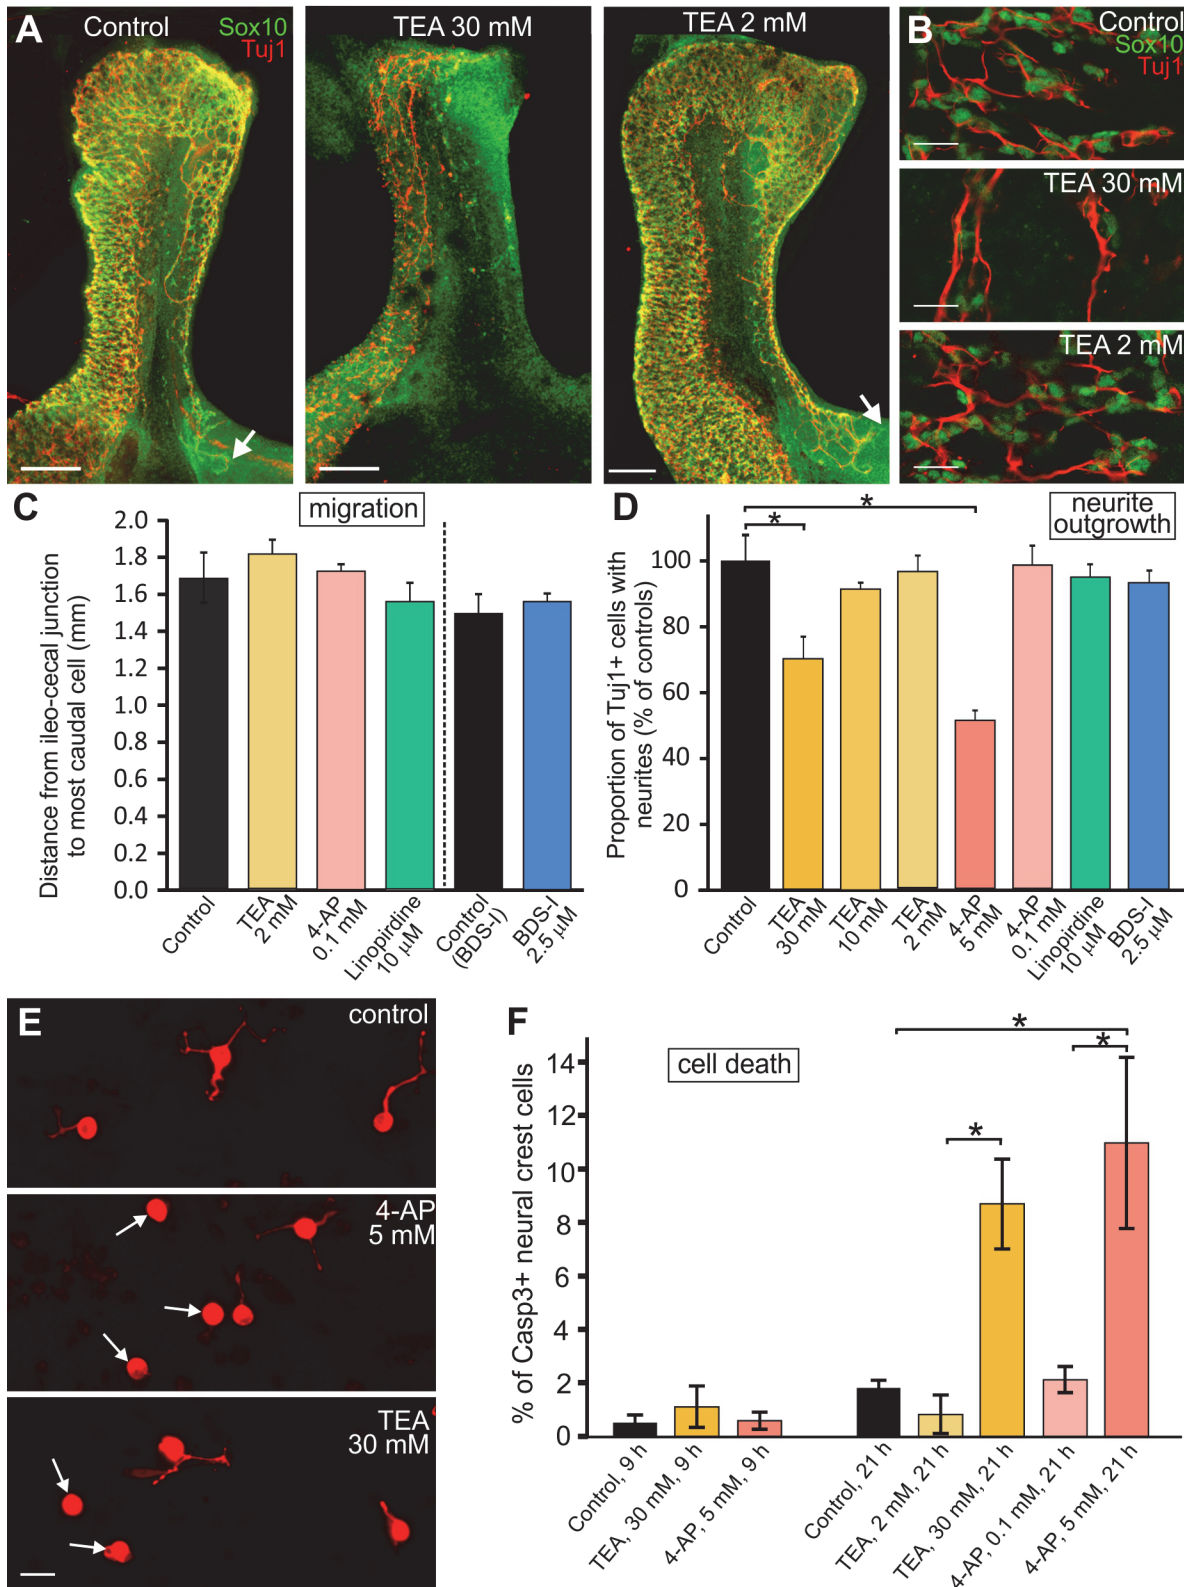 A
Control
Sox10
Tuj1
TEA 30 mM
TEA 2 mM
B
Control
Sox10
Tuj1
TEA 30 mM
TEA 2 mM
C
migration
Distance from ileo-cecal junction
to most caudal cell (mm)
2.0
1.8
1.6
1.4
1.2
1.0
0.8
0.6
0.4
0.2
0.0
Control
TEA
2 mM
4-AP
0.1 mM
Linopirdine
10 µM
Control
(BDS-I)
BDS-I
2.5 µM
D
neurite
outgrowth
* *
Proportion of Tuj1+ cells with
neurites (% of controls)
100
80
60
40
20
0
Control
TEA
30 mM
TEA
10 mM
TEA
2 mM
4-AP
5 mM
4-AP
0.1 mM
Linopirdine
10 µM
BDS-I
2.5 µM
E
control
4-AP
5 mM
TEA
30 mM
F
cell death
* * *
% of Casp3+ neural crest cells
14
12
10
8
6
4
2
0
Control, 9 h
TEA, 30 mM, 9 h
4-AP, 5 mM, 9 h
Control, 21 h
TEA, 2 mM, 21 h
TEA, 30 mM, 21 h
4-AP, 0.1 mM, 21 h
4-AP, 5 mM, 21 h